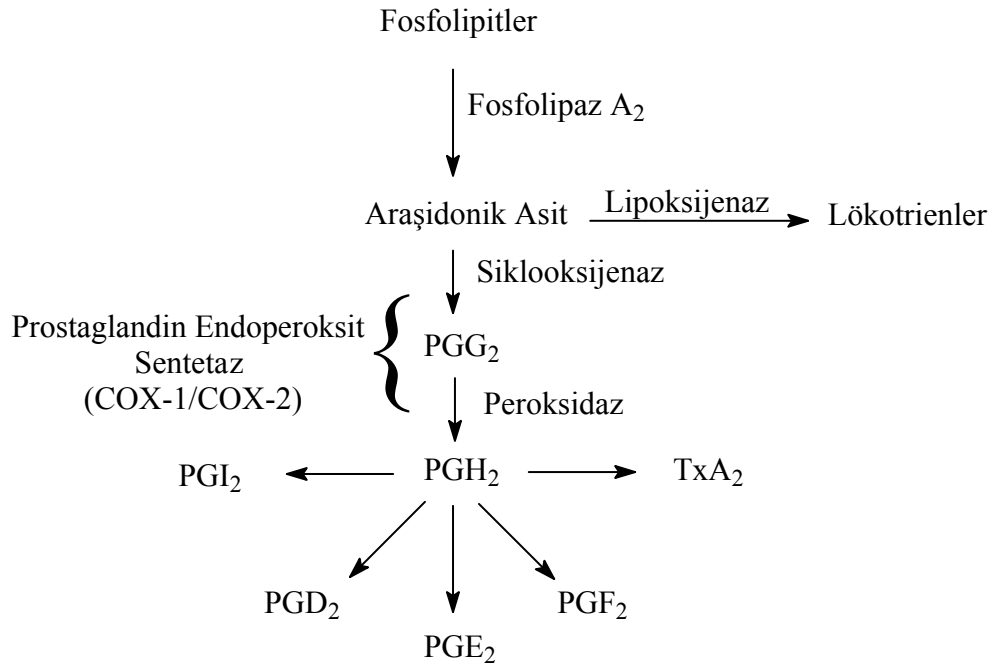 Fosfolipitler
Fosfolipaz A2
Araşidonik Asit
Lipoksijenaz
Lökotrienler
Siklooksijenaz
Prostaglandin Endoperoksit
Sentetaz
(COX-1/COX-2)
PGG2
Peroksidaz
PGI2
PGH2
TxA2
PGD2
PGF2
PGE2